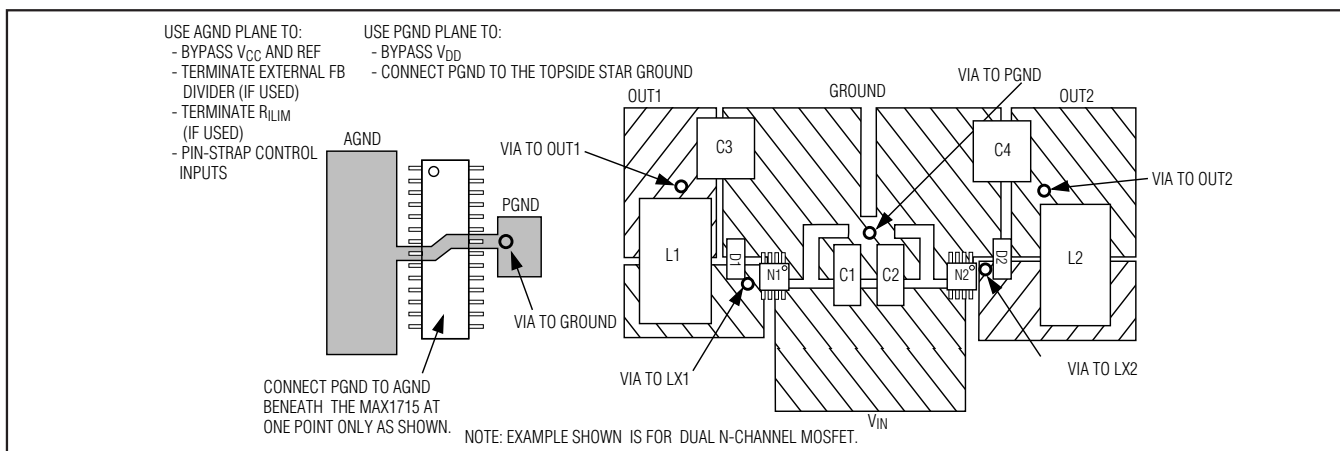 USE AGND PLANE TO:
- BYPASS VCC AND REF
- TERMINATE EXTERNAL FB
DIVIDER (IF USED)
- TERMINATE RILIM
(IF USED)
- PIN-STRAP CONTROL
INPUTS
USE PGND PLANE TO:
- BYPASS VDD
- CONNECT PGND TO THE TOPSIDE STAR GROUND
AGND
PGND
VIA TO GROUND
CONNECT PGND TO AGND
BENEATH THE MAX1715 AT
ONE POINT ONLY AS SHOWN.
VIA TO PGND
OUT1
GROUND
OUT2
C3
C4
VIA TO OUT1
VIA TO OUT2
L1
D1
N1
C1
C2
N2
D2
L2
VIA TO LX1
VIA TO LX2
VIN
NOTE: EXAMPLE SHOWN IS FOR DUAL N-CHANNEL MOSFET.